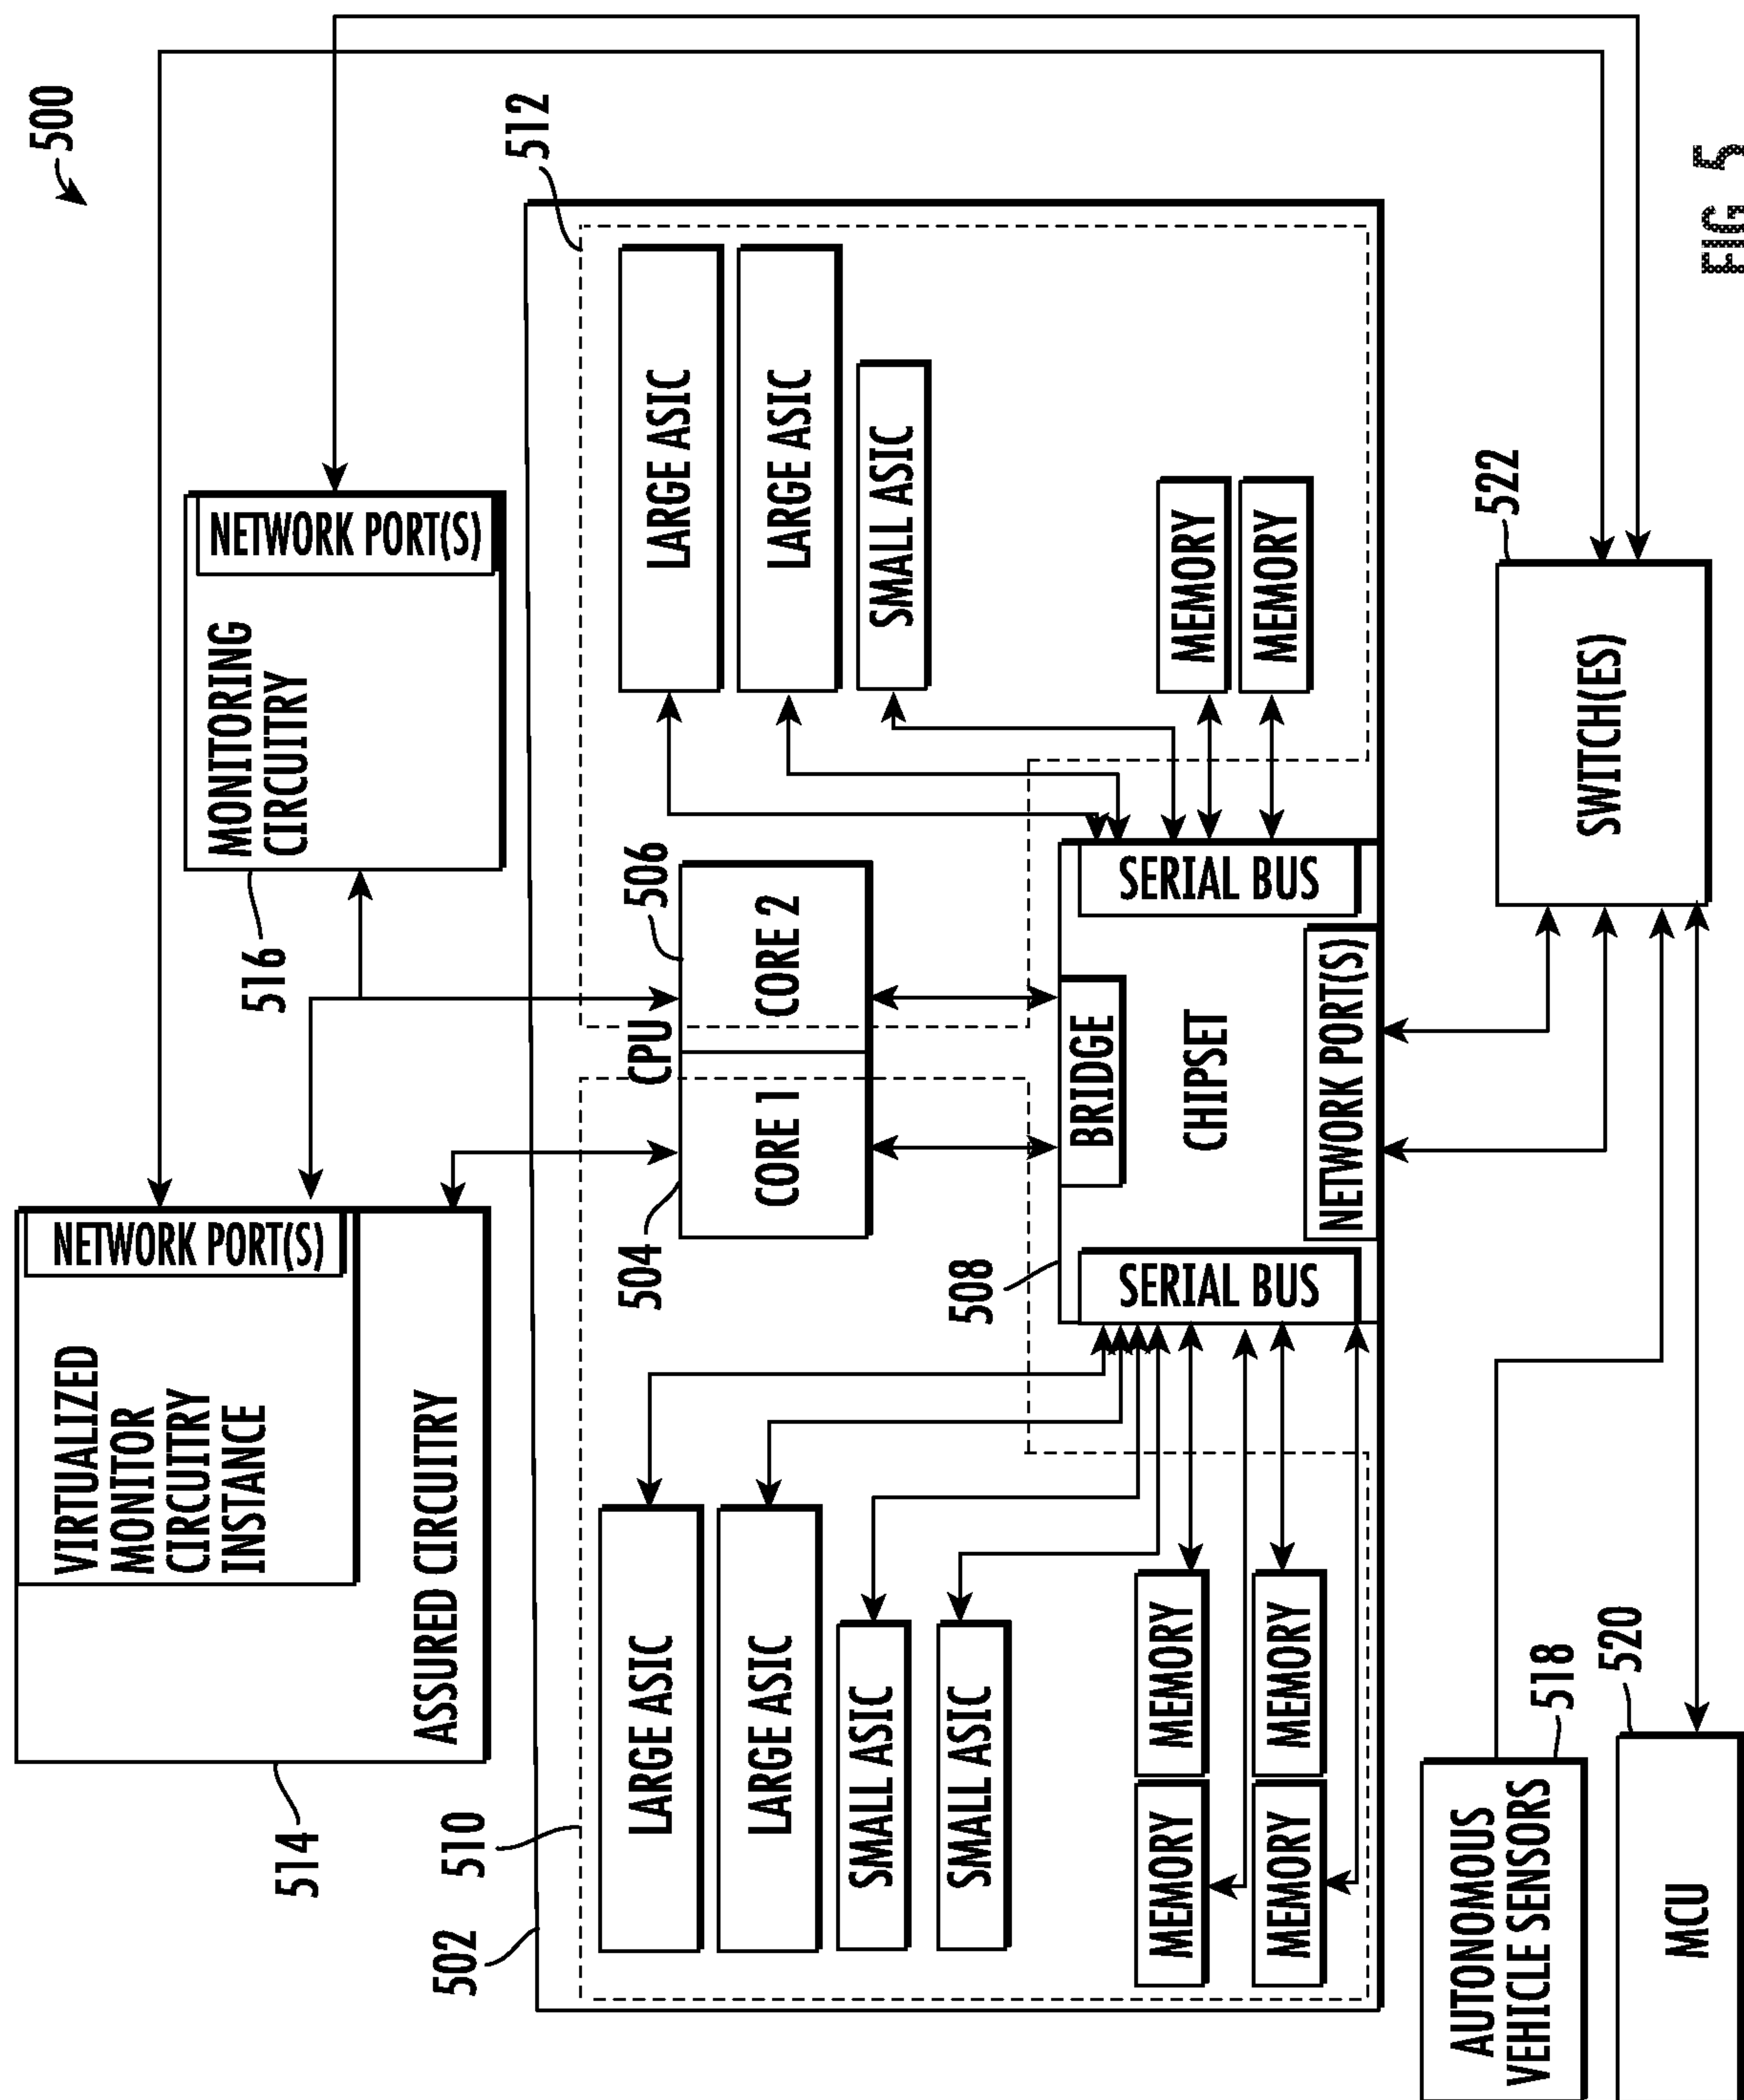 500
NETWORK PORT(S)
VIRTUALIZED
MONITOR
CIRCUITRY
INSTANCE
ASSURED CIRCUITRY
514
NETWORK PORT(S)
MONITORING
CIRCUITRY
516
502
510
512
LARGE ASIC
LARGE ASIC
SMALL ASIC
SMALL ASIC
MEMORY
MEMORY
MEMORY
MEMORY
504
CPU
506
CORE 1
CORE 2
508
BRIDGE
SERIAL BUS
CHIPSET
SERIAL BUS
NETWORK PORT(S)
LARGE ASIC
LARGE ASIC
SMALL ASIC
MEMORY
MEMORY
AUTONOMOUS
VEHICLE SENSORS
518
MCU
520
SWITCH(ES)
522
FIG 5